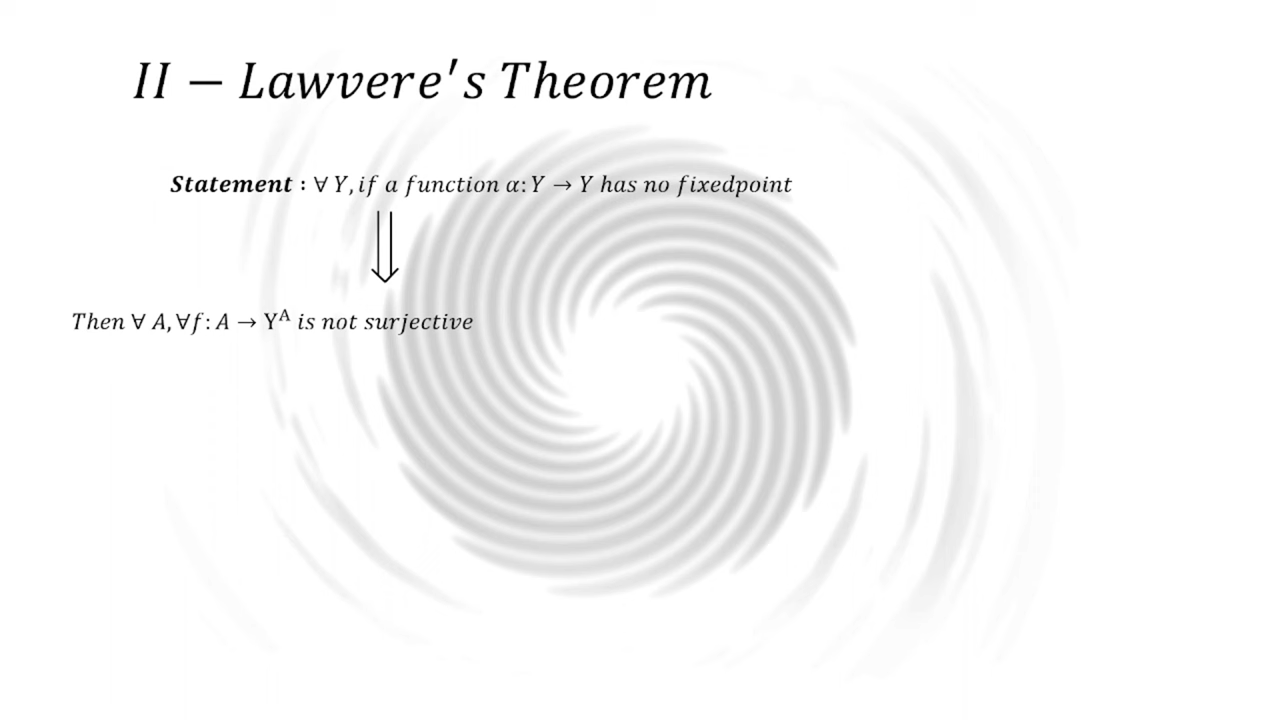 II − Lawvere's Theorem
Statement : ∀ Y, if a function α: Y → Y has no fixedpoint
Then ∀ A, ∀f: A → Y^A is not surjective